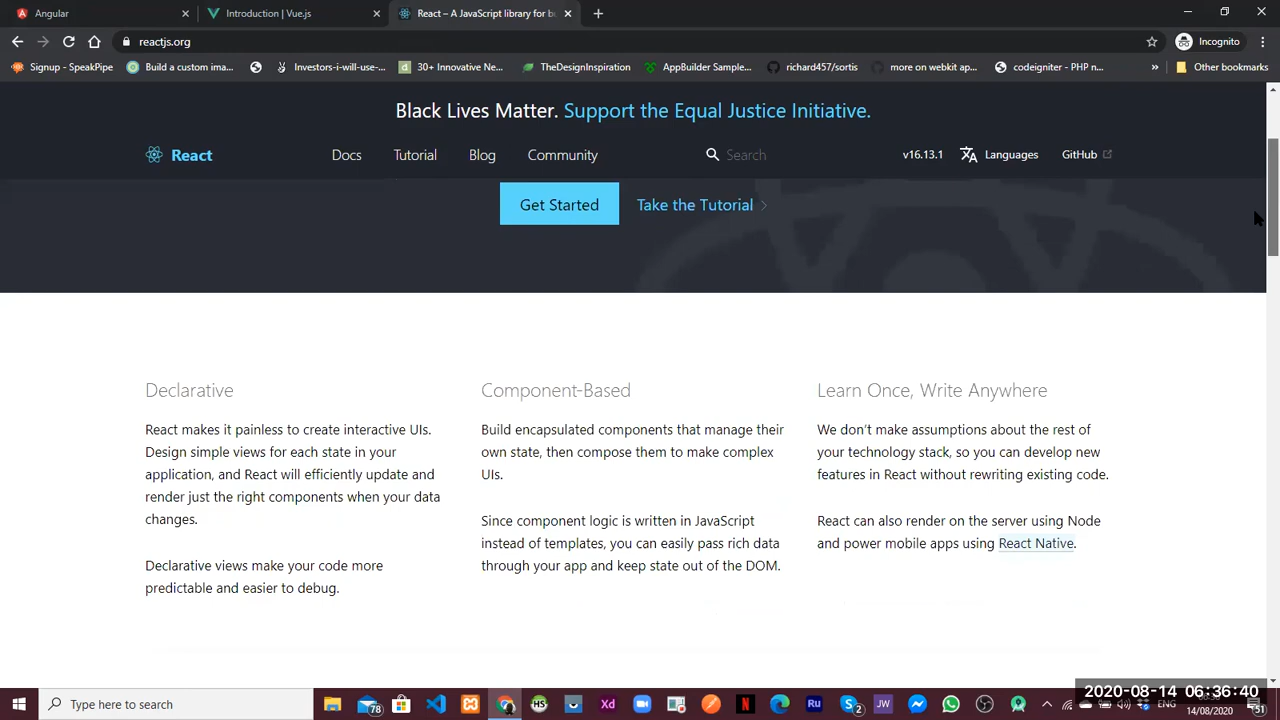 Angular
Introduction | Vue.js
React – A JavaScript library for bu
reactjs.org
Incognito
Signup - SpeakPipe
Build a custom ima...
Investors-i-will-use-...
30+ Innovative Ne...
TheDesignInspiration
AppBuilder Sample...
richard457/sortis
more on webkit ap...
codeigniter - PHP n...
»
Other bookmarks
Black Lives Matter. Support the Equal Justice Initiative.
React
Docs
Tutorial
Blog
Community
Search
v16.13.1
Languages
GitHub
Get Started
Take the Tutorial
Declarative
React makes it painless to create interactive UIs.
Design simple views for each state in your
application, and React will efficiently update and
render just the right components when your data
changes.
Declarative views make your code more
predictable and easier to debug.
Component-Based
Build encapsulated components that manage their
own state, then compose them to make complex
UIs.
Since component logic is written in JavaScript
instead of templates, you can easily pass rich data
through your app and keep state out of the DOM.
Learn Once, Write Anywhere
We don't make assumptions about the rest of
your technology stack, so you can develop new
features in React without rewriting existing code.
React can also render on the server using Node
and power mobile apps using React Native.
Type here to search
78
HS
Xd
N
Ru
2
JW
ENG
2020-08-14 06:36:40
14/08/2020
51